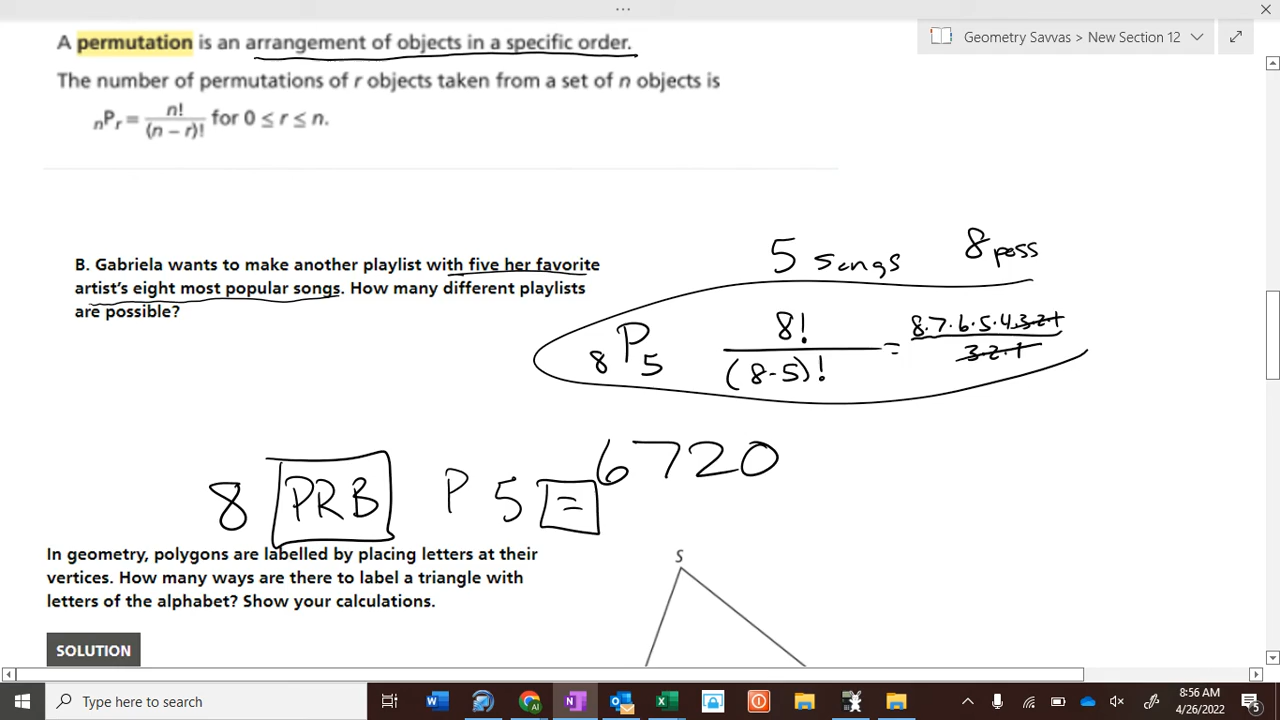 Geometry Savvas > New Section 12
A permutation is an arrangement of objects in a specific order.
The number of permutations of r objects taken from a set of n objects is
nPr = n! / (n − r)! for 0 ≤ r ≤ n.
5 songs 8 poss
B. Gabriela wants to make another playlist with five her favorite
artist's eight most popular songs. How many different playlists
are possible?
8P5 8! / (8-5)! = 8·7·6·5·4·3·2·1 / 3·2·1
8 PRB P 5 = 6720
In geometry, polygons are labelled by placing letters at their
vertices. How many ways are there to label a triangle with
letters of the alphabet? Show your calculations.
S
SOLUTION
Type here to search
8:56 AM
4/26/2022
5